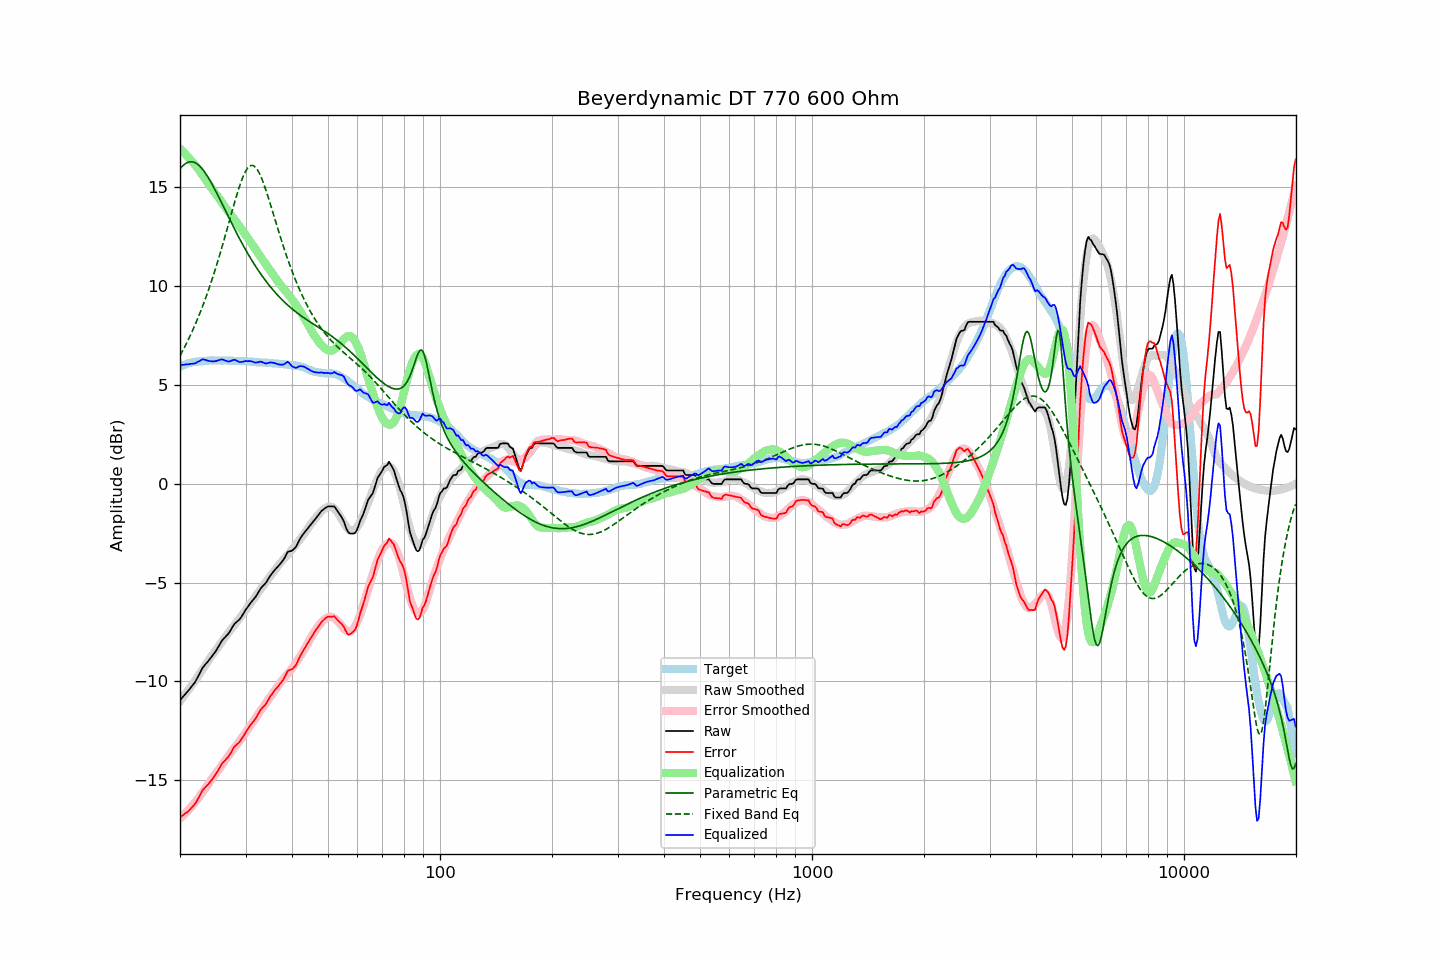 Beyerdynamic DT 770 600 Ohm
Amplitude (dBr)
15
10
5
0
−5
−10
−15
Target
Raw Smoothed
Error Smoothed
Raw
Error
Equalization
Parametric Eq
Fixed Band Eq
Equalized
100
1000
10000
Frequency (Hz)